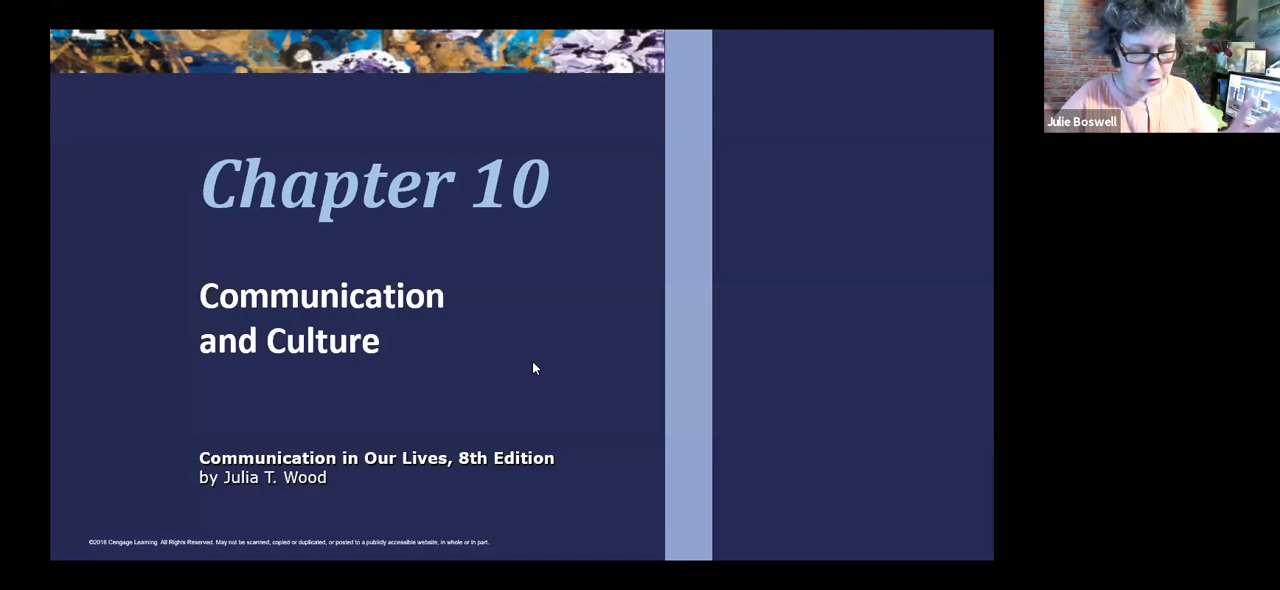 Chapter 10
Communication
and Culture
Communication in Our Lives, 8th Edition
by Julia T. Wood
©2018 Cengage Learning. All Rights Reserved. May not be scanned, copied or duplicated, or posted to a publicly accessible website, in whole or in part.
Julie Boswell